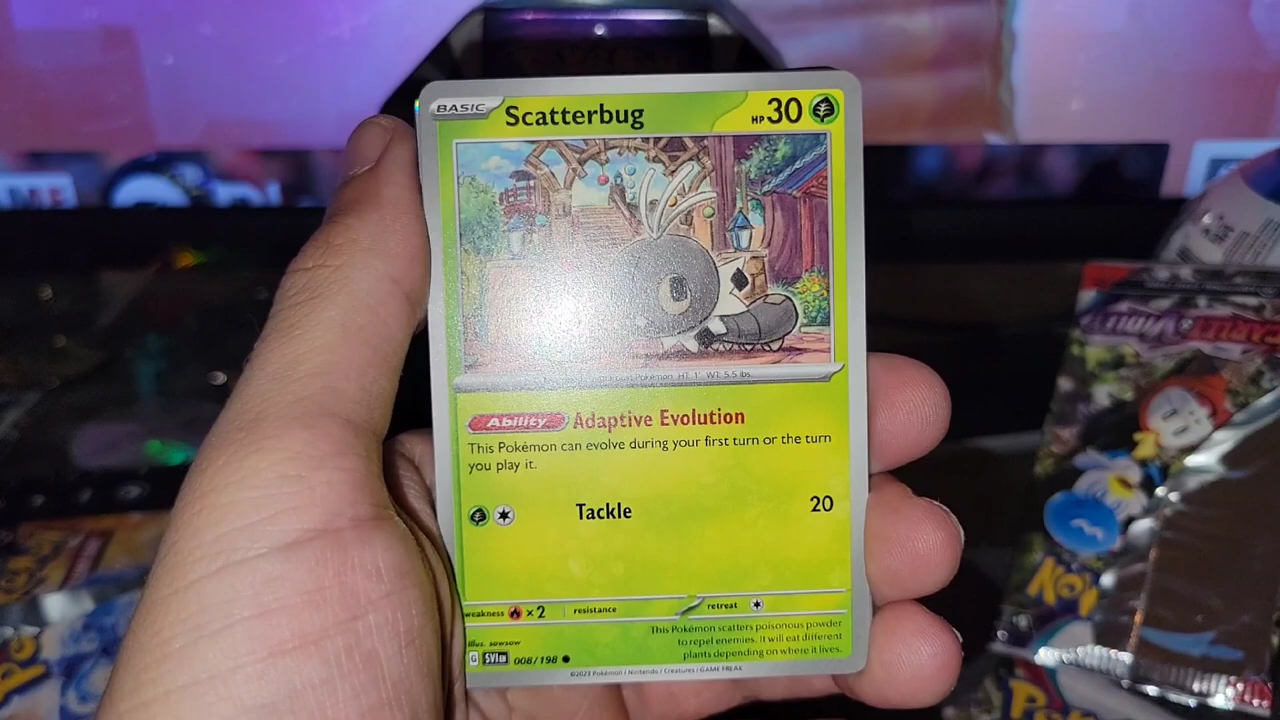 BASIC Scatterbug HP 30
Pokémon HT: 1' WT: 5.5 lbs.
Ability Adaptive Evolution
This Pokémon can evolve during your first turn or the turn
you play it.
Tackle 20
weakness ×2 resistance retreat
Illus. sowsow
This Pokémon scatters poisonous powder
to repel enemies. It will eat different
plants depending on where it lives.
G SVI EN 008/198
©2023 Pokémon / Nintendo / Creatures / GAME FREAK